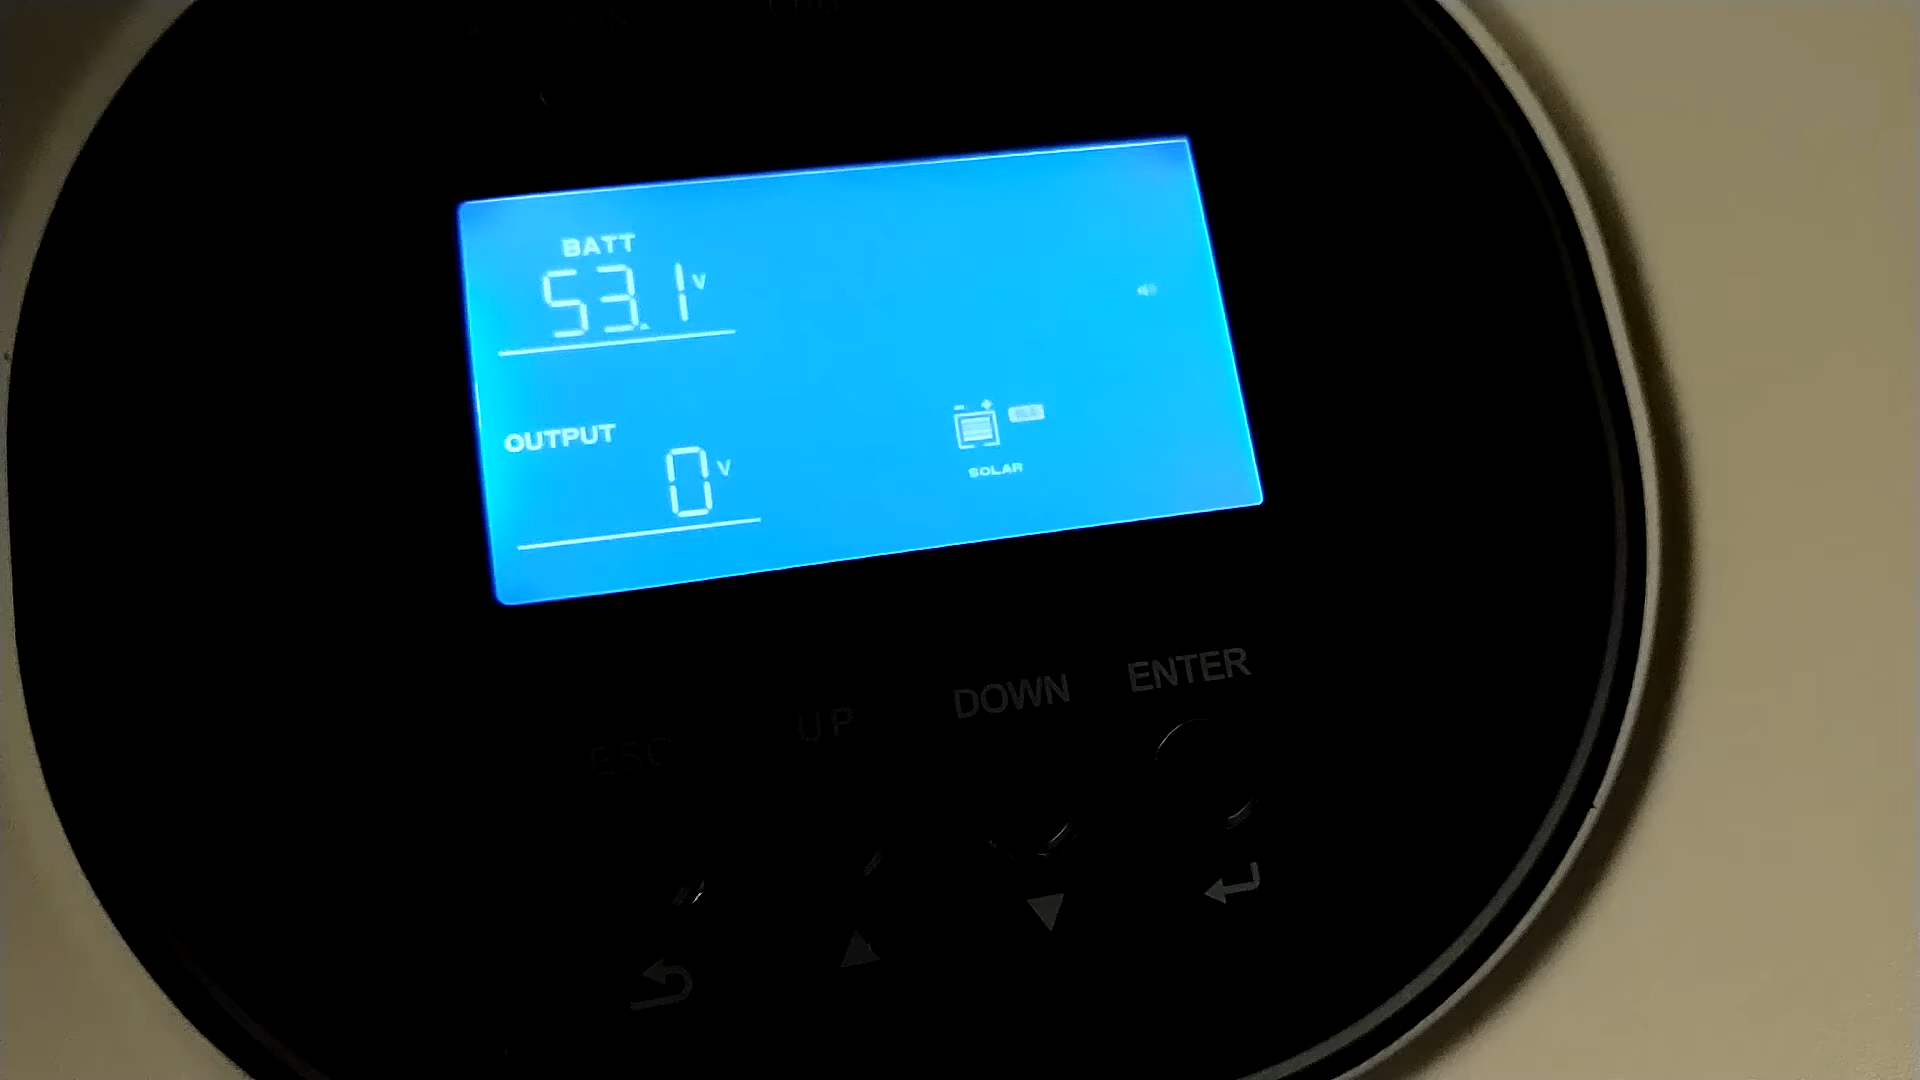 BATT
53.1V
OUTPUT
0V
SOLAR
ESC
UP
DOWN
ENTER